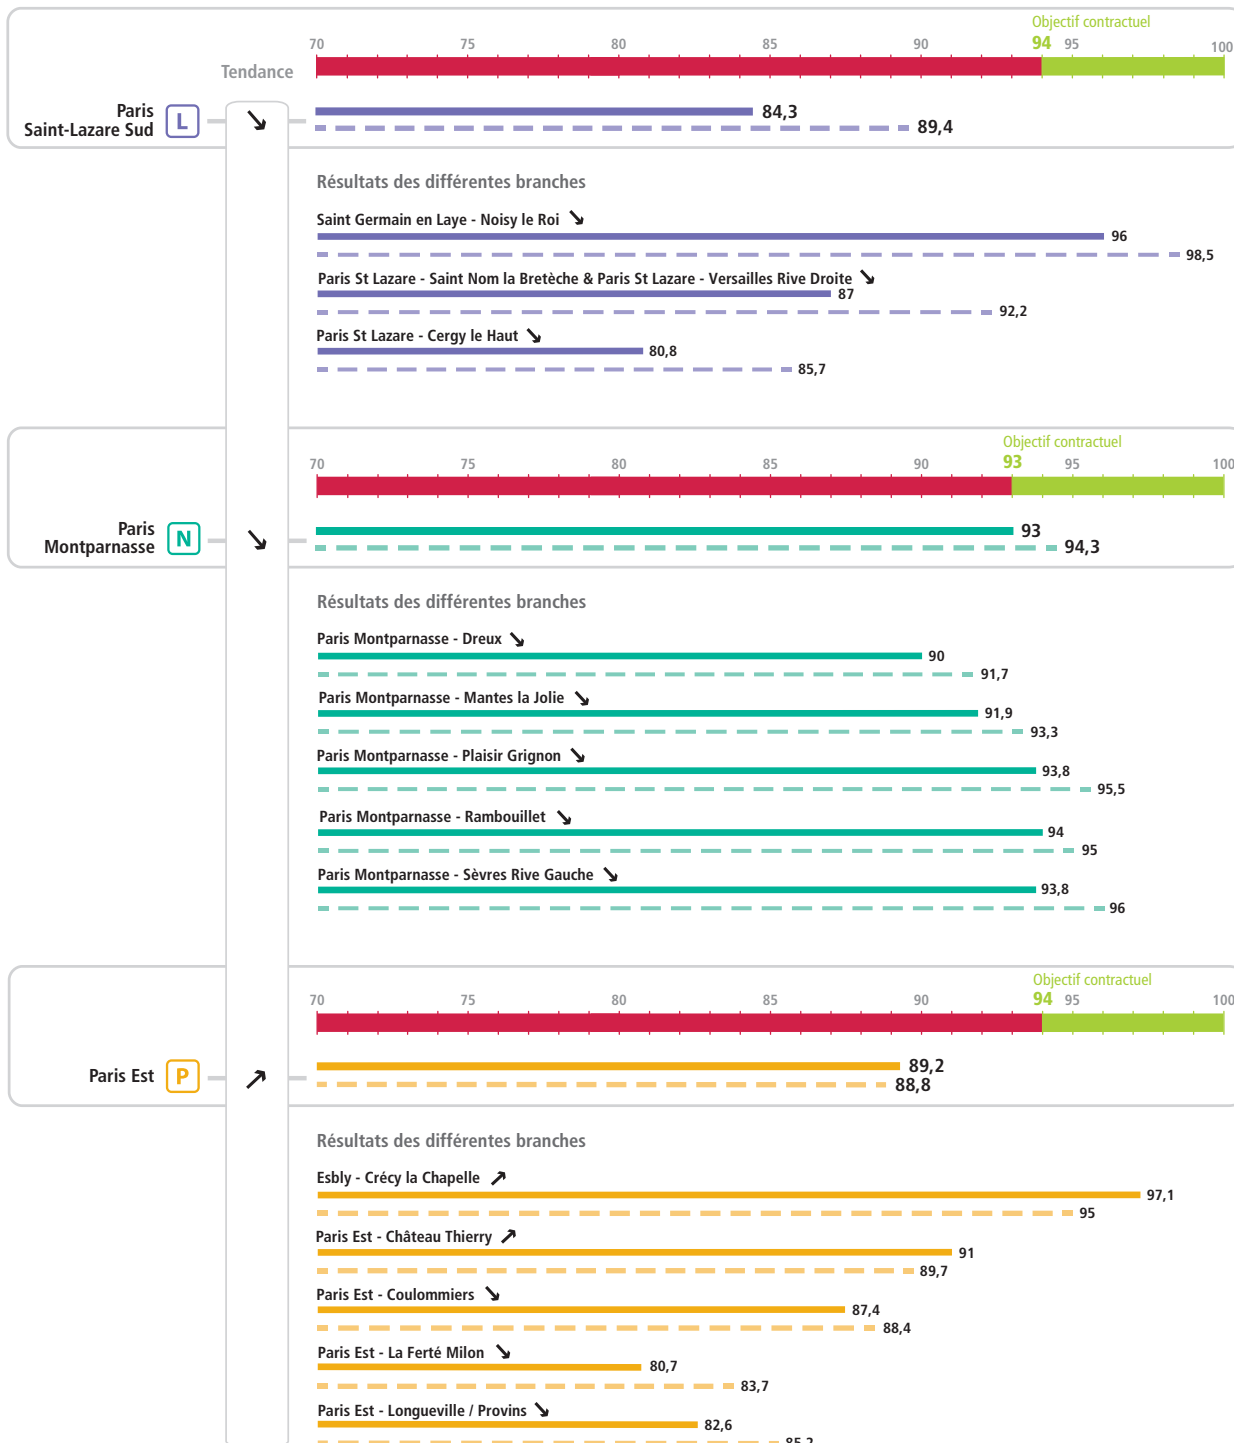 Objectif contractuel
70 75 80 85 90 94 95 100
Tendance
Paris
Saint-Lazare Sud L
84,3
89,4
Résultats des différentes branches
Saint Germain en Laye - Noisy le Roi
96
98,5
Paris St Lazare - Saint Nom la Bretèche & Paris St Lazare - Versailles Rive Droite
87
92,2
Paris St Lazare - Cergy le Haut
80,8
85,7
Objectif contractuel
70 75 80 85 90 93 95 100
Paris
Montparnasse N
93
94,3
Résultats des différentes branches
Paris Montparnasse - Dreux
90
91,7
Paris Montparnasse - Mantes la Jolie
91,9
93,3
Paris Montparnasse - Plaisir Grignon
93,8
95,5
Paris Montparnasse - Rambouillet
94
95
Paris Montparnasse - Sèvres Rive Gauche
93,8
96
Objectif contractuel
70 75 80 85 90 94 95 100
Paris Est P
89,2
88,8
Résultats des différentes branches
Esbly - Crécy la Chapelle
97,1
95
Paris Est - Château Thierry
91
89,7
Paris Est - Coulommiers
87,4
88,4
Paris Est - La Ferté Milon
80,7
83,7
Paris Est - Longueville / Provins
82,6
85,2